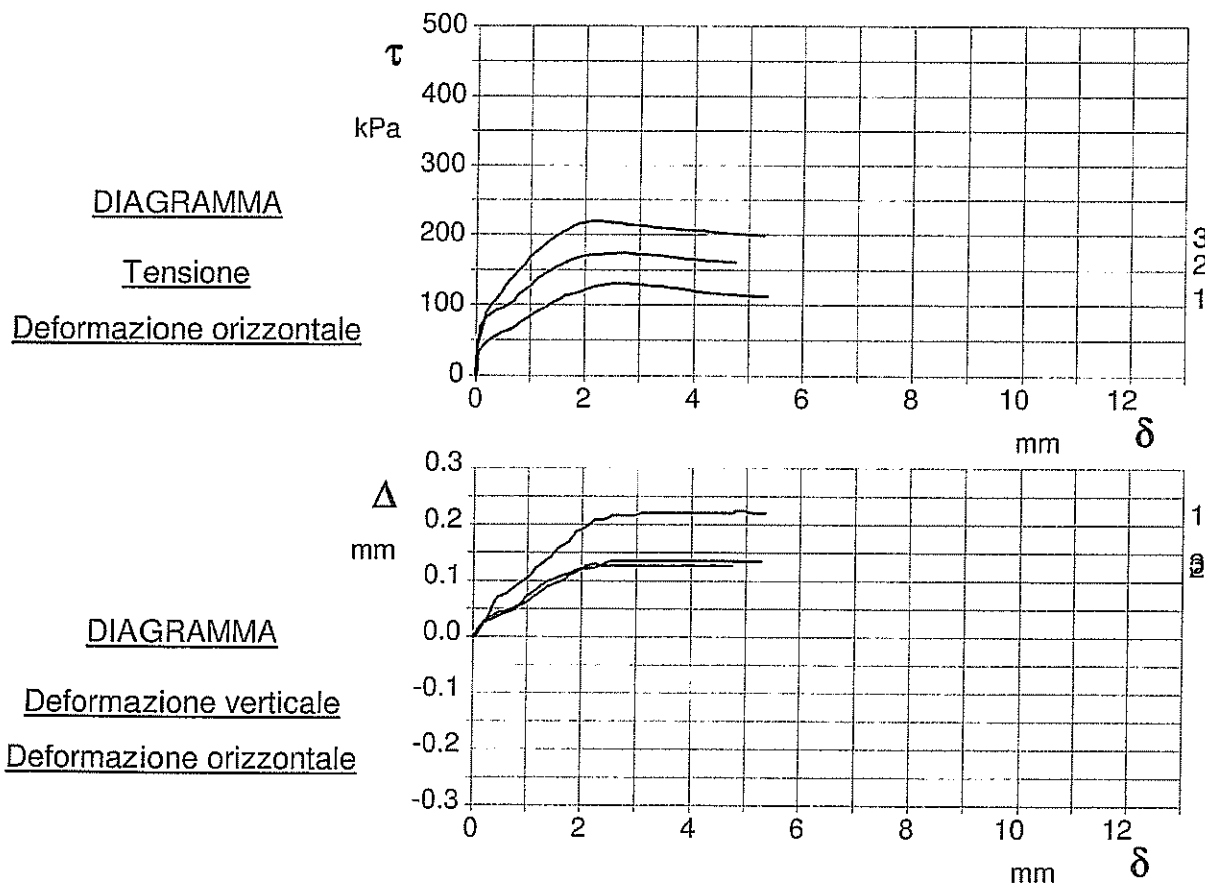 DIAGRAMMA
Tensione
Deformazione orizzontale
τ
kPa
500
400
300
200
100
0
3
2
1
0 2 4 6 8 10 12
mm δ
DIAGRAMMA
Deformazione verticale
Deformazione orizzontale
Δ
mm
0.3
0.2
0.1
0.0
-0.1
-0.2
-0.3
1
0 2 4 6 8 10 12
mm δ